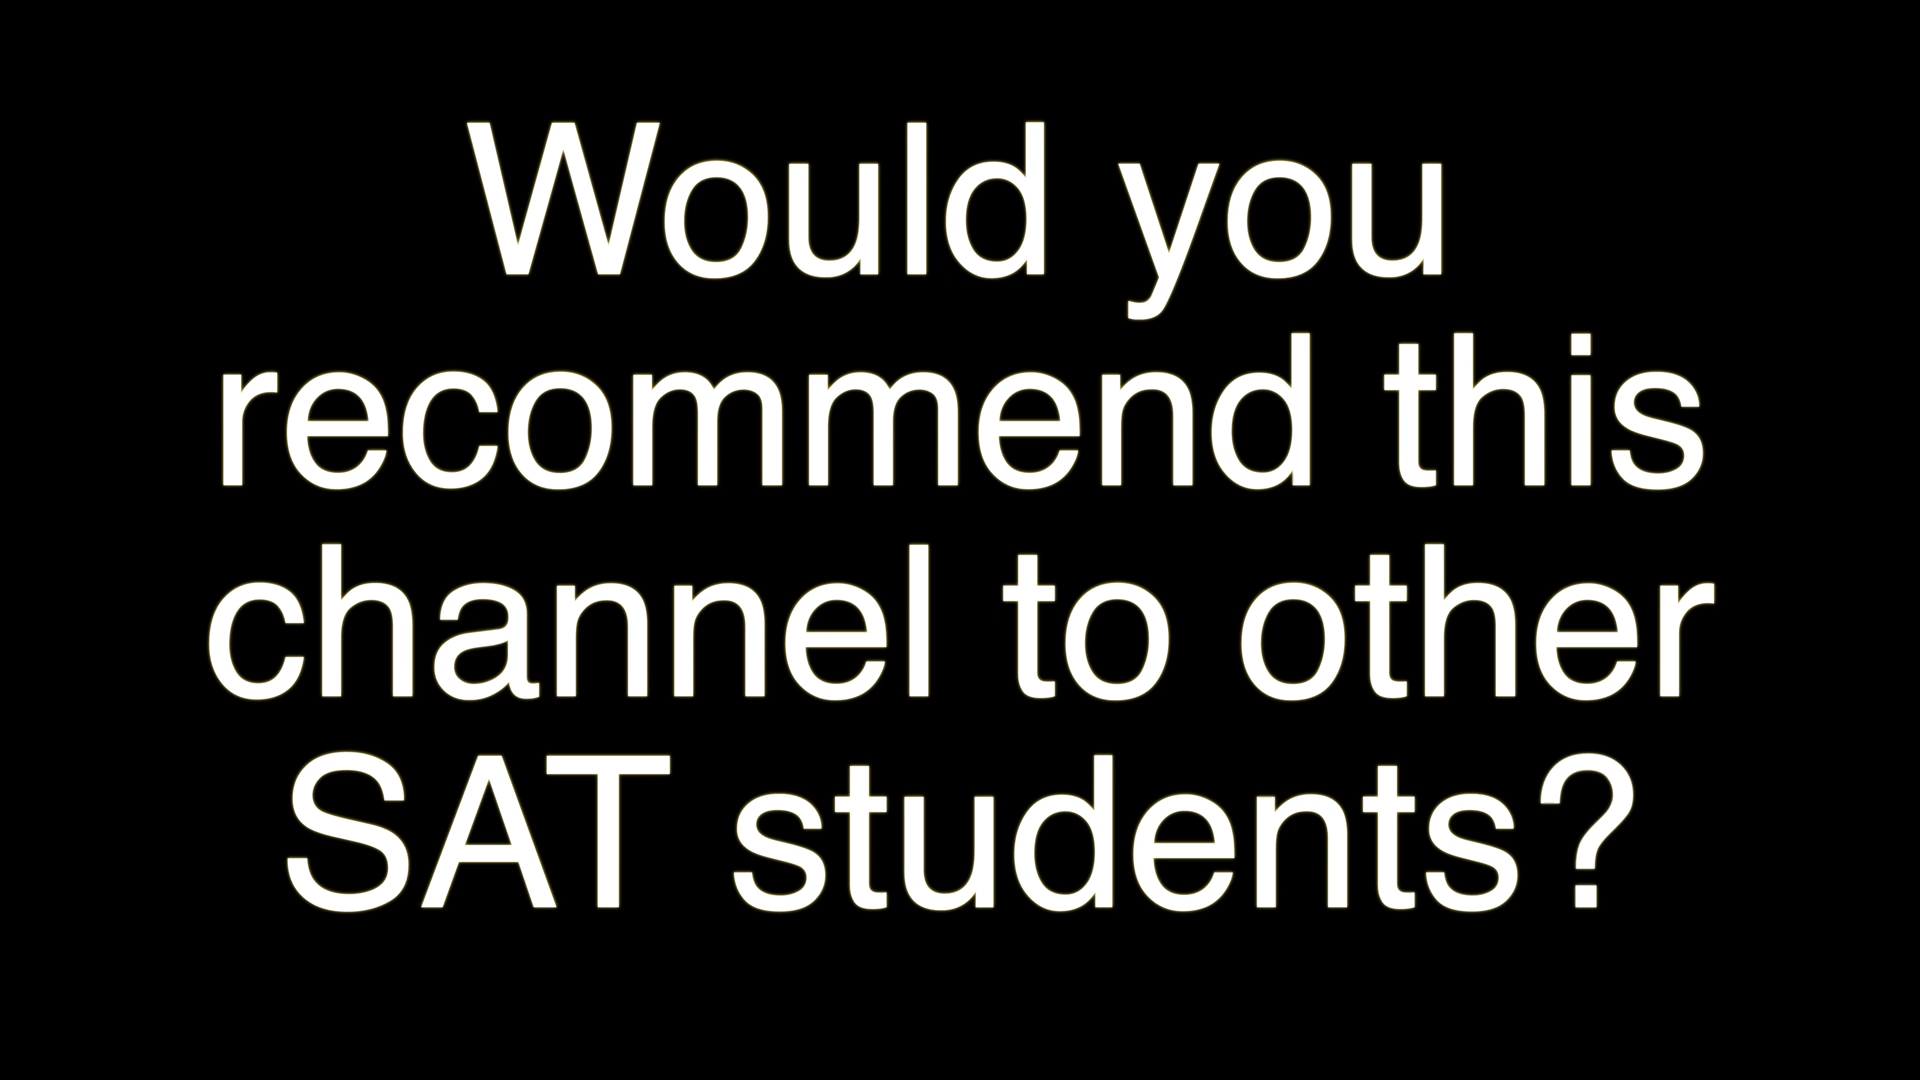 Would you
recommend this
channel to other
SAT students?